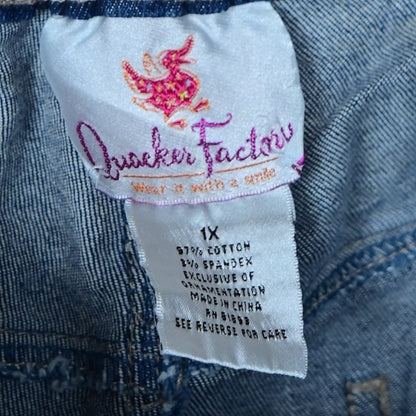 Quacker Factory
Wear it with a smile
1X
97% COTTON
3% SPANDEX
EXCLUSIVE OF
ORNAMENTATION
MADE IN CHINA
RN 81693
SEE REVERSE FOR CARE